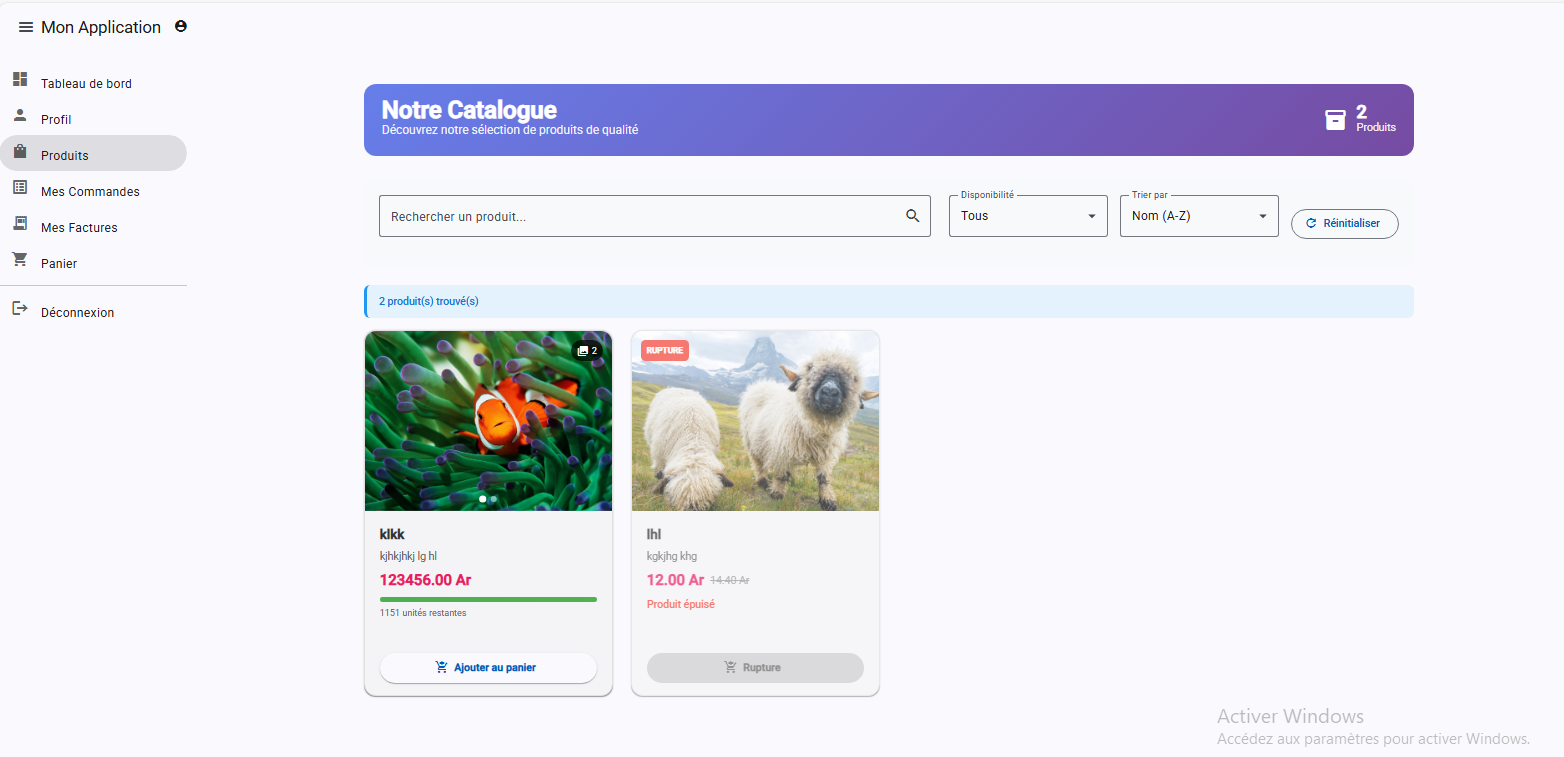 Mon Application
Tableau de bord
Profil
Produits
Mes Commandes
Mes Factures
Panier
Déconnexion
Notre Catalogue
Découvrez notre sélection de produits de qualité
2
Produits
Rechercher un produit...
Disponibilité
Tous
Trier par
Nom (A-Z)
Réinitialiser
2 produit(s) trouvé(s)
2
klkk
kjhkjhkj lg hl
123456.00 Ar
1151 unités restantes
Ajouter au panier
RUPTURE
lhl
kgkjhg khg
12.00 Ar 14.40 Ar
Produit épuisé
Rupture
Activer Windows
Accédez aux paramètres pour activer Windows.